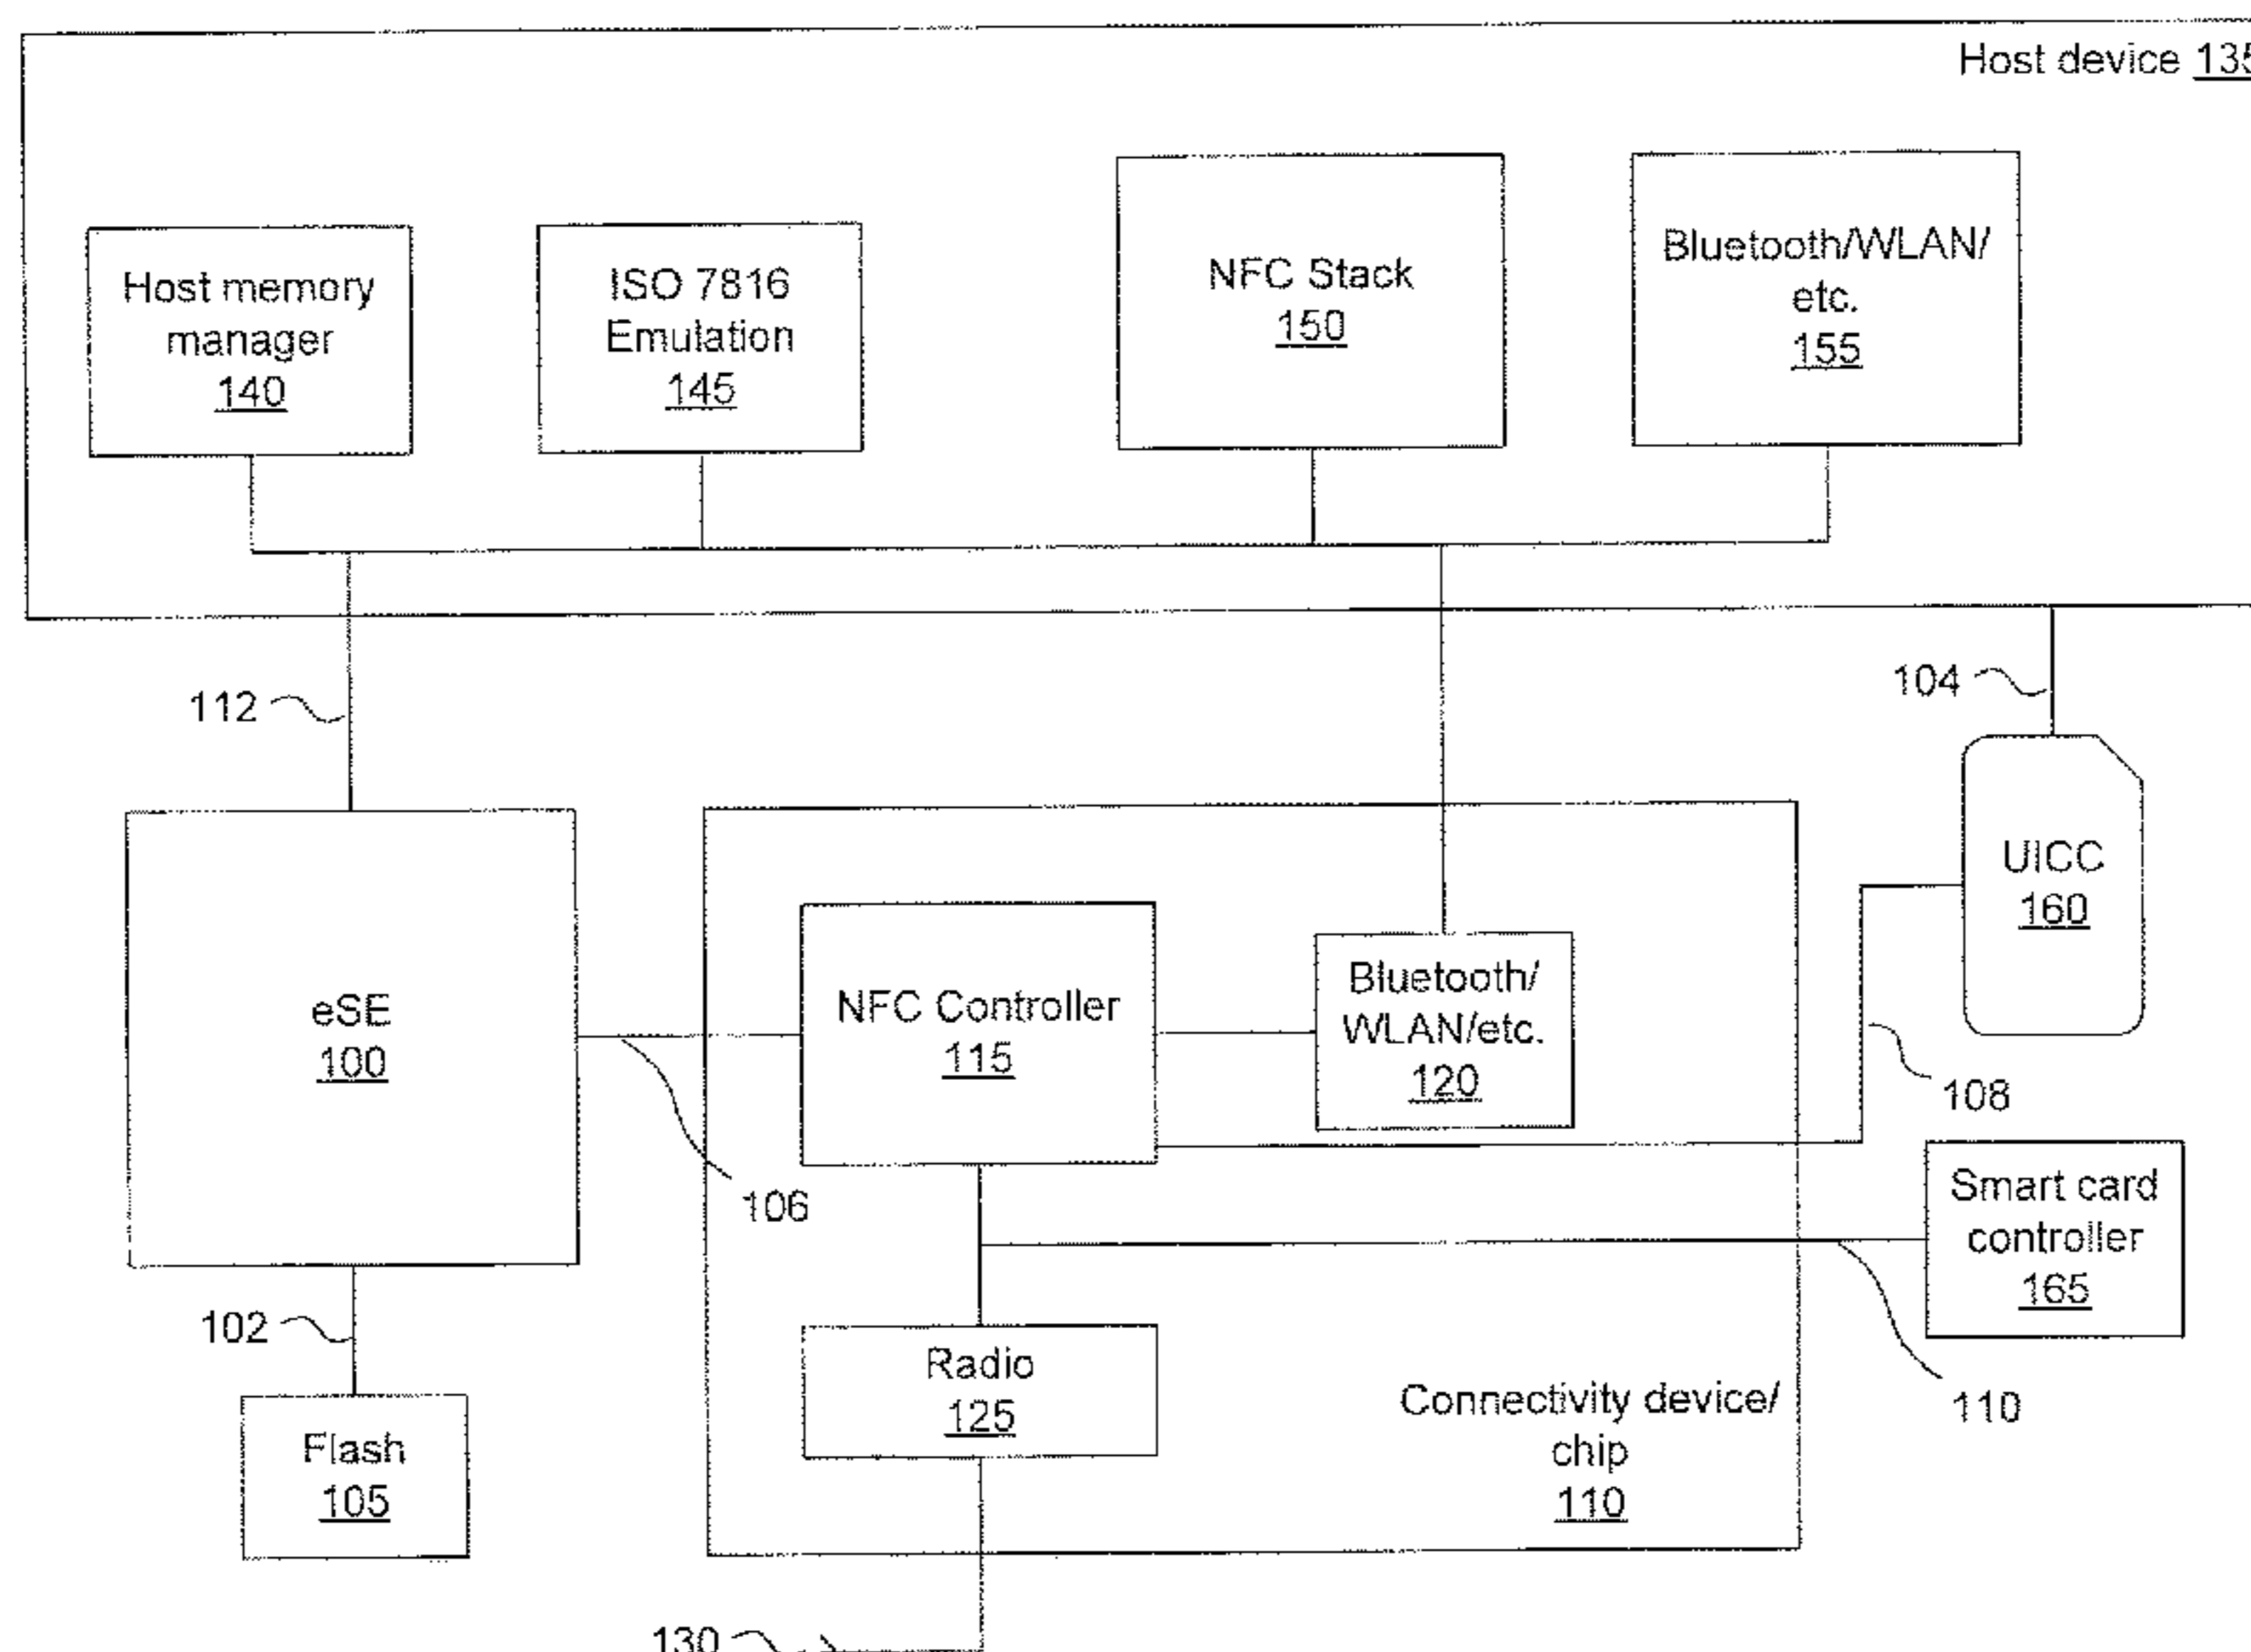 Host device 135
Host memory
manager
140
ISO 7816
Emulation
145
NFC Stack
150
Bluetooth/WLAN/
etc.
155
112
104
eSE
100
NFC Controller
115
Bluetooth/
WLAN/etc.
120
UICC
160
108
106
Smart card
controller
165
102
Flash
105
Radio
125
Connectivity device/
chip
110
110
130